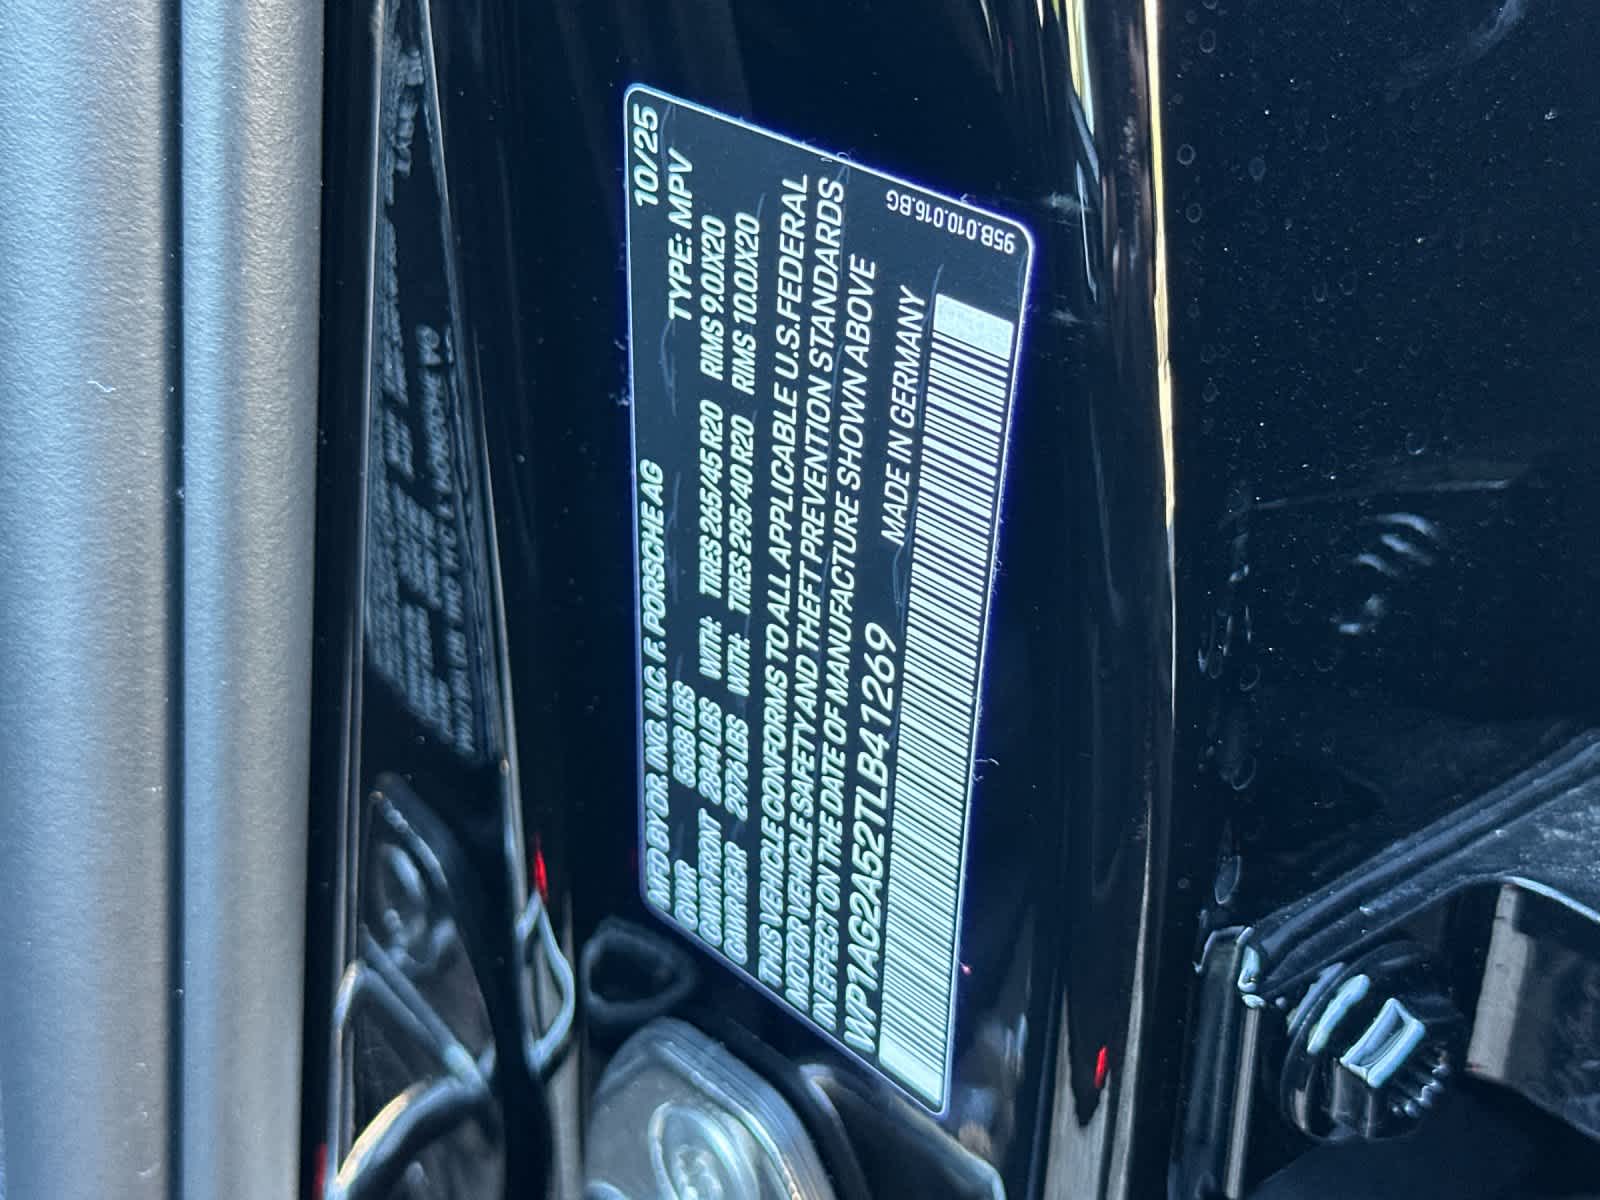 MFD BY DR. ING. H.C. F. PORSCHE AG 10/25
GVWR 5688 LBS TYPE: MPV
GAWR FRONT 2844 LBS WITH: TIRES 265/45 R20 RIMS 9.0JX20
GAWR REAR 2976 LBS WITH: TIRES 295/40 R20 RIMS 10.0JX20
THIS VEHICLE CONFORMS TO ALL APPLICABLE U.S. FEDERAL
MOTOR VEHICLE SAFETY AND THEFT PREVENTION STANDARDS
IN EFFECT ON THE DATE OF MANUFACTURE SHOWN ABOVE
WP1AG2A52TLB41269 MADE IN GERMANY
95B.010.016.BG